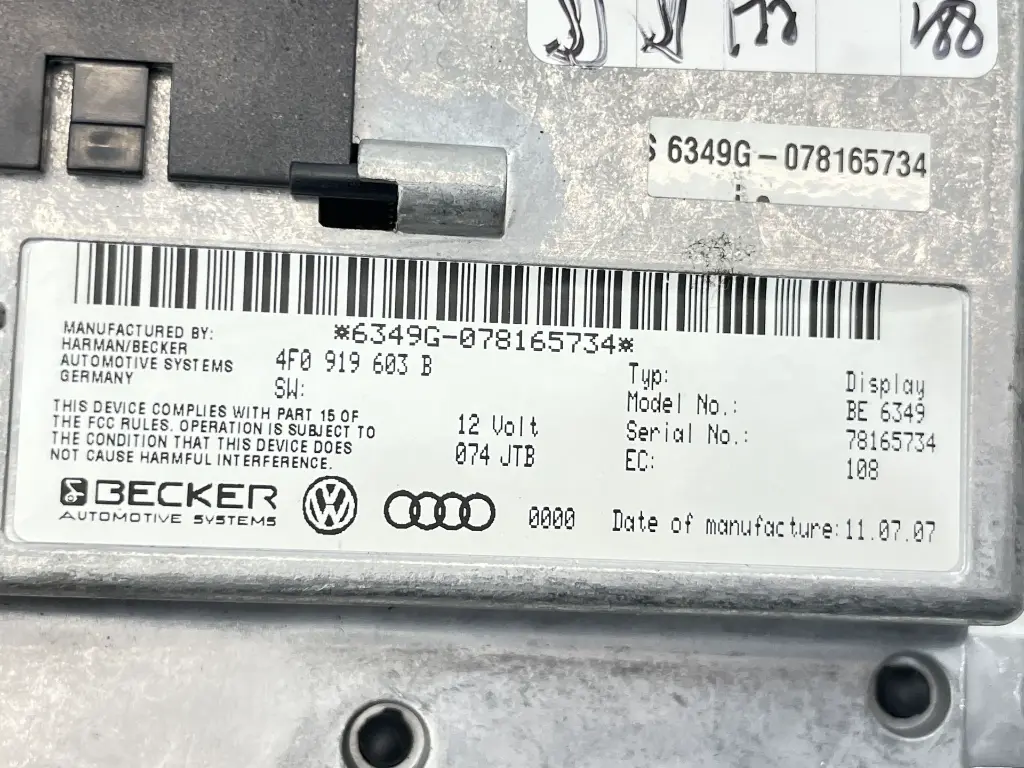 S 6349G-078165734
*6349G-078165734*
MANUFACTURED BY:
HARMAN/BECKER
AUTOMOTIVE SYSTEMS
GERMANY
4F0 919 603 B
SW:
THIS DEVICE COMPLIES WITH PART 15 OF
THE FCC RULES. OPERATION IS SUBJECT TO
THE CONDITION THAT THIS DEVICE DOES
NOT CAUSE HARMFUL INTERFERENCE.
12 Volt
074 JTB
Typ: Display
Model No.: BE 6349
Serial No.: 78165734
EC: 108
BECKER
AUTOMOTIVE SYSTEMS
VW
0000
Date of manufacture: 11.07.07